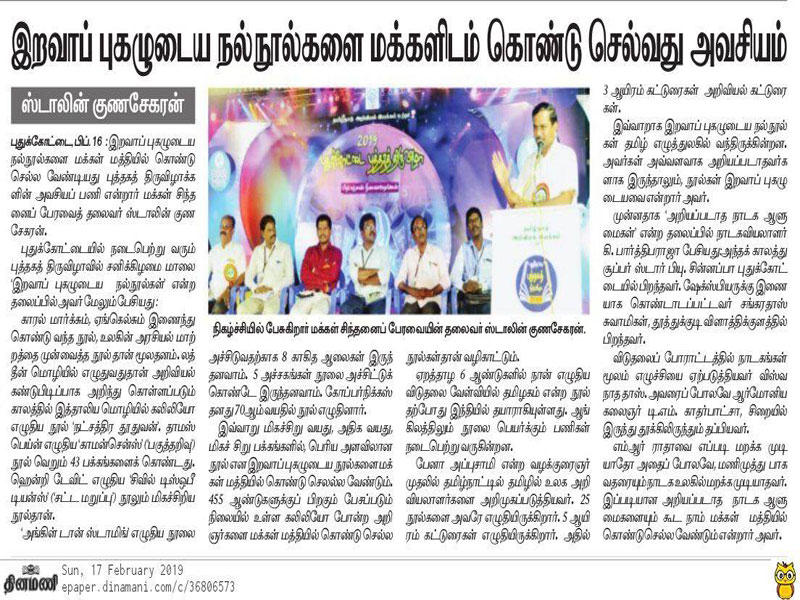 இறவாப் புகழுடைய நல்நூல்களை மக்களிடம் கொண்டு செல்வது அவசியம்
ஸ்டாலின் குணசேகரன்
புதுக்கோட்டை, பிப்.16 : இறவாப் புகழுடைய
நல்நூல்களை மக்கள் மத்தியில் கொண்டு
செல்ல வேண்டியது புத்தகத் திருவிழாக்க
ளின் அவசியப் பணி என்றார் மக்கள் சிந்த
னைப் பேரவைத் தலைவர் ஸ்டாலின் குண
சேகரன்.
புதுக்கோட்டையில் நடைபெற்று வரும்
புத்தகத் திருவிழாவில் சனிக்கிழமை மாலை
'இறவாப் புகழுடைய நல்நூல்கள்' என்ற
தலைப்பில் அவர் மேலும் பேசியது:
காரல் மார்க்கும், ஏங்கெல்கம் இணைந்து
கொண்டு வந்த நூல், உலகின் அரசியல் மாற்
றத்தை முன்வைத்த நூல்தான் மூலதனம். லத்
தீன் மொழியில் எழுதுவதுதான் அறிவியல்
கண்டுபிடிப்பாக அறிந்து கொள்ளப்படும்
காலத்தில் இத்தாலிய மொழியில் கலிலியோ
எழுதிய நூல் 'நட்சத்திர தூதுவன்'. தாமஸ்
பெய்ன் எழுதிய 'காமன்சென்ஸ்' (பகுத்தறிவு)
நூல் வெறும் 43 பக்கங்களைக் கொண்டது.
ஹென்றி டேவிட் எழுதிய 'சிவில் டிஸ்ஒபீ
டியன்ஸ்' (சட்ட மறுப்பு) நூலும் மிகச்சிறிய
நூல்தான்.
'அங்கின் டான் ஸ்டாமிங்' எழுதிய நூலை
2019
நிகழ்ச்சியில் பேசுகிறார் மக்கள் சிந்தனைப் பேரவையின் தலைவர் ஸ்டாலின் குணசேகரன்.
அச்சிடுவதற்காக 8 காகித ஆலைகள் இருந்
தனவாம். 5 அச்சகங்கள் நூலை அச்சிட்டுக்
கொண்டே இருந்தனவாம். கோப்பர்நிக்கஸ்
தனது 70ஆம் வயதில் நூல் எழுதினார்.
இவ்வாறு மிகச்சிறு வயது, அதிக வயது,
மிகச் சிறு பக்கங்களில், பெரிய அளவிலான
நூல் என இறவாப் புகழுடைய நூல்களை மக்
கள் மத்தியில் கொண்டு செல்ல வேண்டும்.
455 ஆண்டுகளுக்குப் பிறகும் பேசப்படும்
நிலையில் உள்ள கலிலியோ போன்ற அறி
ஞர்களை மக்கள் மத்தியில் கொண்டு செல்ல
நூல்கள்தான் வழிகாட்டும்.
ஏறத்தாழ 6 ஆண்டுகளில் நான் எழுதிய
விடுதலை வேள்வியில் தமிழகம் என்ற நூல்
தற்போது இந்தியில் தயாராகியுள்ளது. ஆங்
கிலத்திலும் நூலை பெயர்க்கும் பணிகள்
நடைபெற்று வருகின்றன.
பேனா அப்புசாமி என்ற வழக்குரைஞர்
முதலில் தமிழ்நாட்டில் தமிழில் உலக அறி
வியலாளர்களை அறிமுகப்படுத்தியவர். 25
நூல்களை அவரே எழுதியிருக்கிறார். 5 ஆயி
ரம் கட்டுரைகள் எழுதியிருக்கிறார். அதில்
3 ஆயிரம் கட்டுரைகள் அறிவியல் கட்டுரை
கள்.
இவ்வாறாக இறவாப் புகழுடைய நல்நூல்
கள் தமிழ் எழுத்துலகில் வந்திருக்கின்றன.
அவர்கள் அவ்வளவாக அறியப்படாதவர்க
ளாக இருந்தாலும், நூல்கள் இறவாப் புகழு
டையவை என்றார் அவர்.
முன்னதாக 'அறியப்படாத நாடக ஆளு
மைகள்' என்ற தலைப்பில் நாடகவியலாளர்
கி. பார்த்திபராஜா பேசியது: அந்தக் காலத்து
சூப்பர் ஸ்டார் பியு. சின்னப்பா புதுக்கோட்
டையில் பிறந்தவர். ஷேக்ஸ்பியருக்கு இணை
யாக கொண்டாடப்பட்டவர் சங்கரதாஸ்
சுவாமிகள், தூத்துக்குடி விளாத்திக்குளத்தில்
பிறந்தவர்.
விடுதலைப் போராட்டத்தில் நாடகங்கள்
மூலம் எழுச்சியை ஏற்படுத்தியவர் விஸ்வ
நாத தாஸ். அவரைப் போலவே ஆர்மோனிய
கலைஞர் டி.எம். காதர்பாட்சா, சிறையில்
இருந்து தூக்கிலிருந்தும் தப்பியவர்.
எம்ஆர் ராதாவை எப்படி மறக்க முடி
யாதோ அதைப் போலவே, மணிமுத்து பாக
வதரையும் நாடக உலகில் மறக்க முடியாதவர்.
இப்படியான அறியப்படாத நாடக ஆளு
மைகளையும் கூட நாம் மக்கள் மத்தியில்
கொண்டு செல்ல வேண்டும் என்றார் அவர்.
தினமணி
Sun, 17 February 2019
epaper.dinamani.com/c/36806573